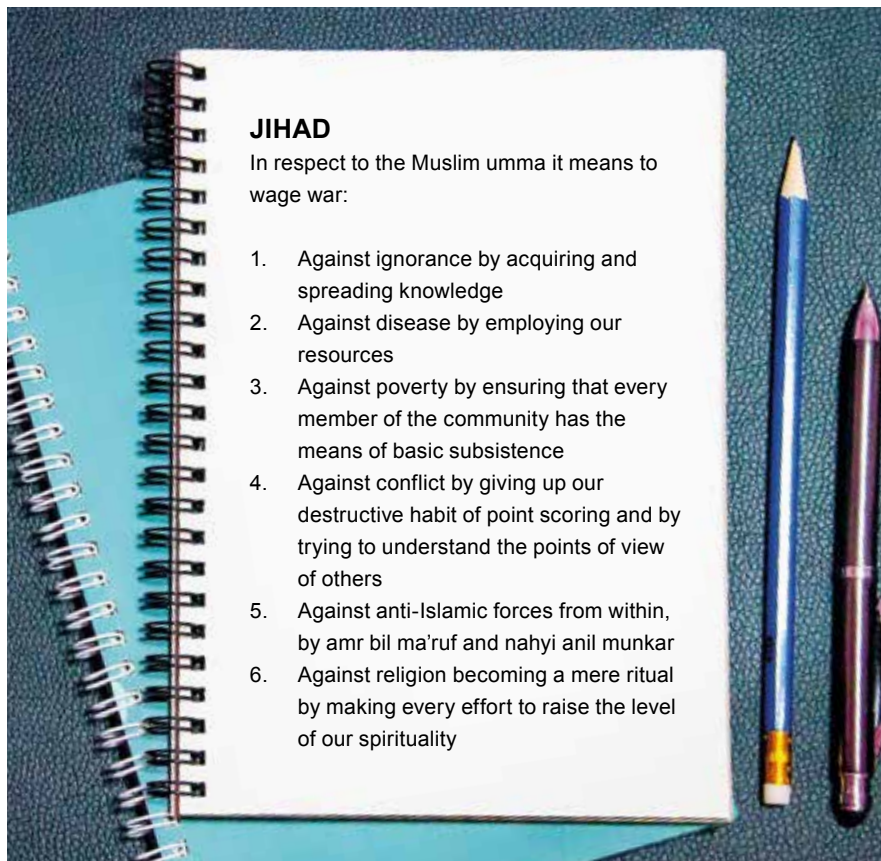 JIHAD
In respect to the Muslim umma it means to
wage war:
1. Against ignorance by acquiring and
spreading knowledge
2. Against disease by employing our
resources
3. Against poverty by ensuring that every
member of the community has the
means of basic subsistence
4. Against conflict by giving up our
destructive habit of point scoring and by
trying to understand the points of view
of others
5. Against anti-Islamic forces from within,
by amr bil ma’ruf and nahyi anil munkar
6. Against religion becoming a mere ritual
by making every effort to raise the level
of our spirituality